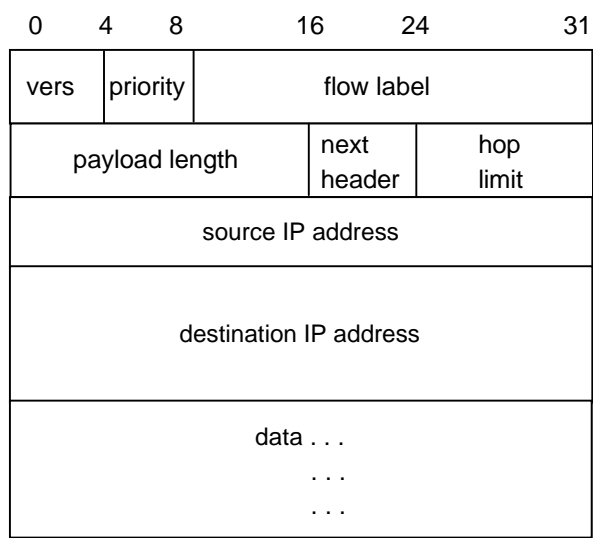 0 4 8 16 24 31
vers priority flow label
payload length next header hop limit
source IP address
destination IP address
data . . .
. . .
. . .